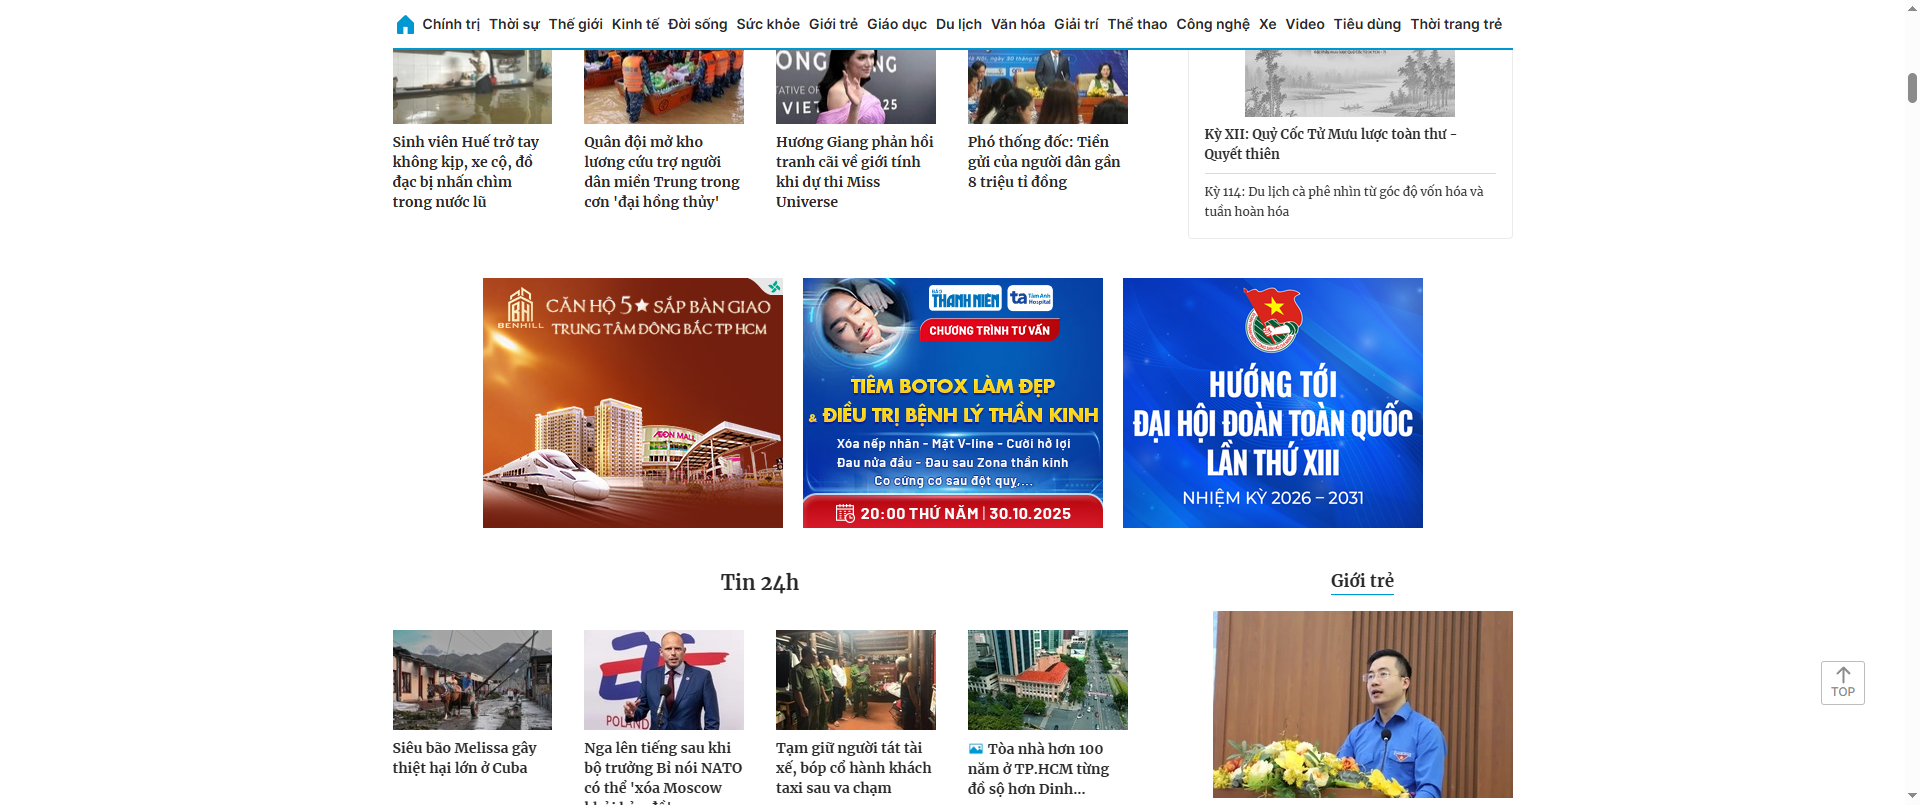 Chính trị Thời sự Thế giới Kinh tế Đời sống Sức khỏe Giới trẻ Giáo dục Du lịch Văn hóa Giải trí Thể thao Công nghệ Xe Video Tiêu dùng Thời trang trẻ
Sinh viên Huế trở tay
không kịp, xe cộ, đồ
đạc bị nhấn chìm
trong nước lũ
Quân đội mở kho
lương cứu trợ người
dân miền Trung trong
cơn 'đại hồng thủy'
VIET
25
Hương Giang phản hồi
tranh cãi về giới tính
khi dự thi Miss
Universe
Phó thống đốc: Tiền
gửi của người dân gần
8 triệu tỉ đồng
Kỳ XII: Quỷ Cốc Tử Mưu lược toàn thư -
Quyết thiên
Kỳ 114: Du lịch cà phê nhìn từ góc độ vốn hóa và
tuần hoàn hóa
BENHILL
CĂN HỘ 5★ SẮP BÀN GIAO
TRUNG TÂM ĐÔNG BẮC TP HCM
AEON MALL
BÁO
THANH NIÊN
ta Tâm Anh
Hospital
CHƯƠNG TRÌNH TƯ VẤN
TIÊM BOTOX LÀM ĐẸP
& ĐIỀU TRỊ BỆNH LÝ THẦN KINH
Xóa nếp nhăn - Mặt V-line - Cười hở lợi
Đau nửa đầu - Đau sau Zona thần kinh
Co cứng cơ sau đột quỵ,...
20:00 THỨ NĂM | 30.10.2025
HƯỚNG TỚI
ĐẠI HỘI ĐOÀN TOÀN QUỐC
LẦN THỨ XIII
NHIỆM KỲ 2026 – 2031
Tin 24h
Giới trẻ
Siêu bão Melissa gây
thiệt hại lớn ở Cuba
POLAND
Nga lên tiếng sau khi
bộ trưởng Bỉ nói NATO
có thể 'xóa Moscow
Tạm giữ người tát tài
xế, bóp cổ hành khách
taxi sau va chạm
Tòa nhà hơn 100
năm ở TP.HCM từng
đồ sộ hơn Dinh...
TOP